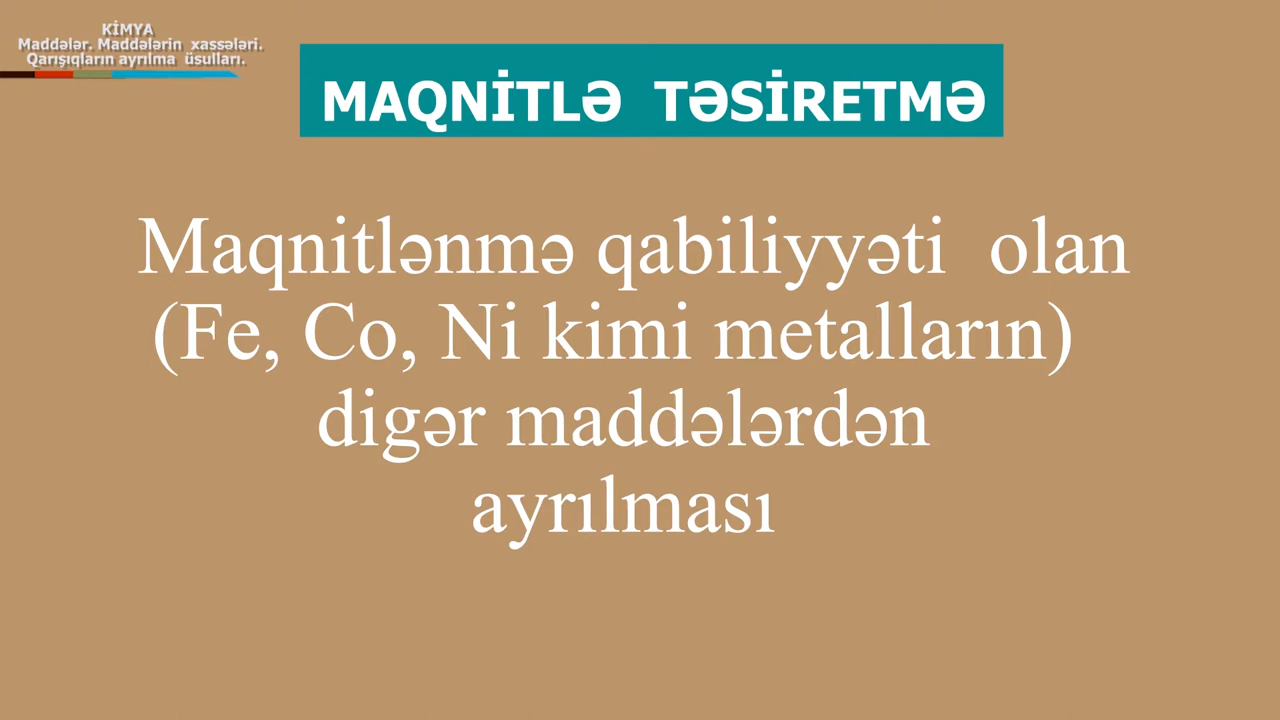 KİMYA
Maddələr. Maddələrin xassələri.
Qarışıqların ayrılma üsulları.
MAQNİTLƏ TƏSİRETMƏ
Maqnitlənmə qabiliyyəti olan
(Fe, Co, Ni kimi metalların)
digər maddələrdən
ayrılması